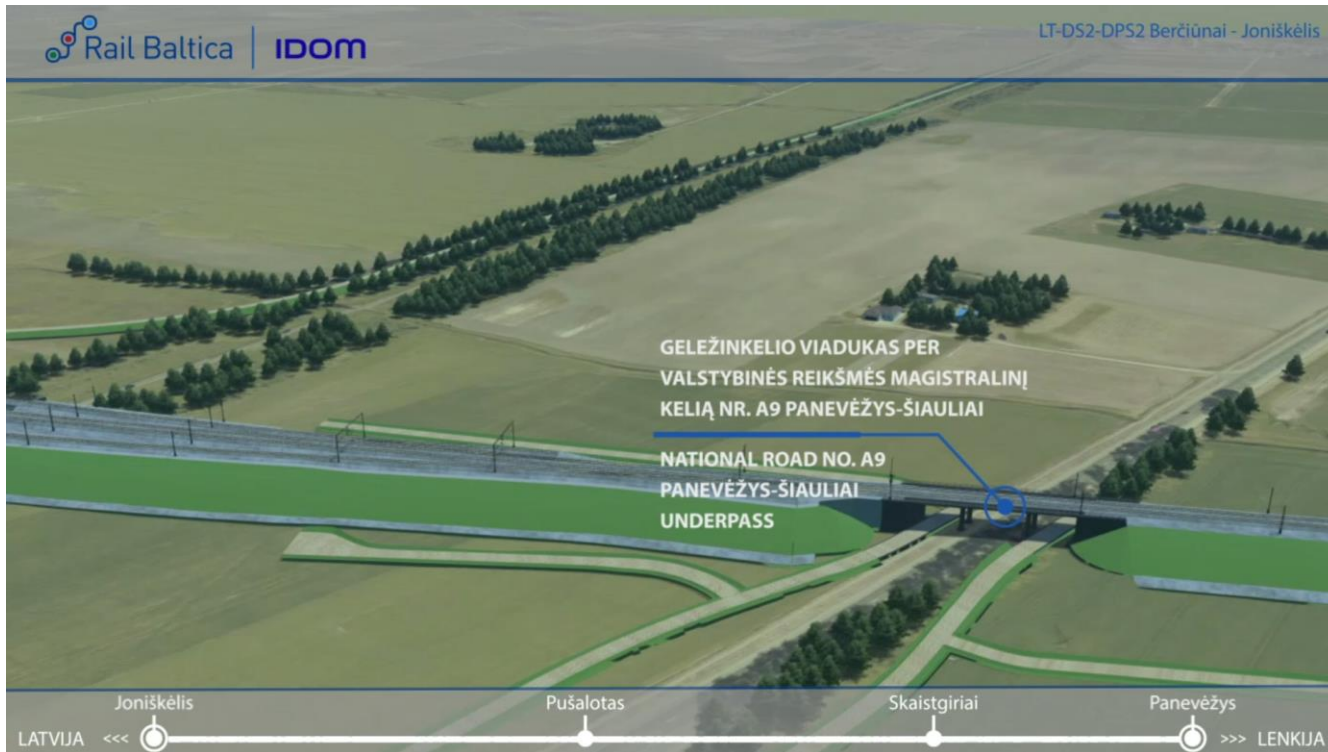 Rail Baltica
IDOM
LT-DS2-DPS2 Berčiūnai - Joniškėlis
GELEŽINKELIO VIADUKAS PER
VALSTYBINĖS REIKŠMĖS MAGISTRALINĮ
KELIĄ NR. A9 PANEVĖŽYS-ŠIAULIAI
NATIONAL ROAD NO. A9
PANEVĖŽYS-ŠIAULIAI
UNDERPASS
Joniškėlis
Pušalotas
Skaistgiriai
Panevėžys
LATVIJA <<<
>>> LENKIJA